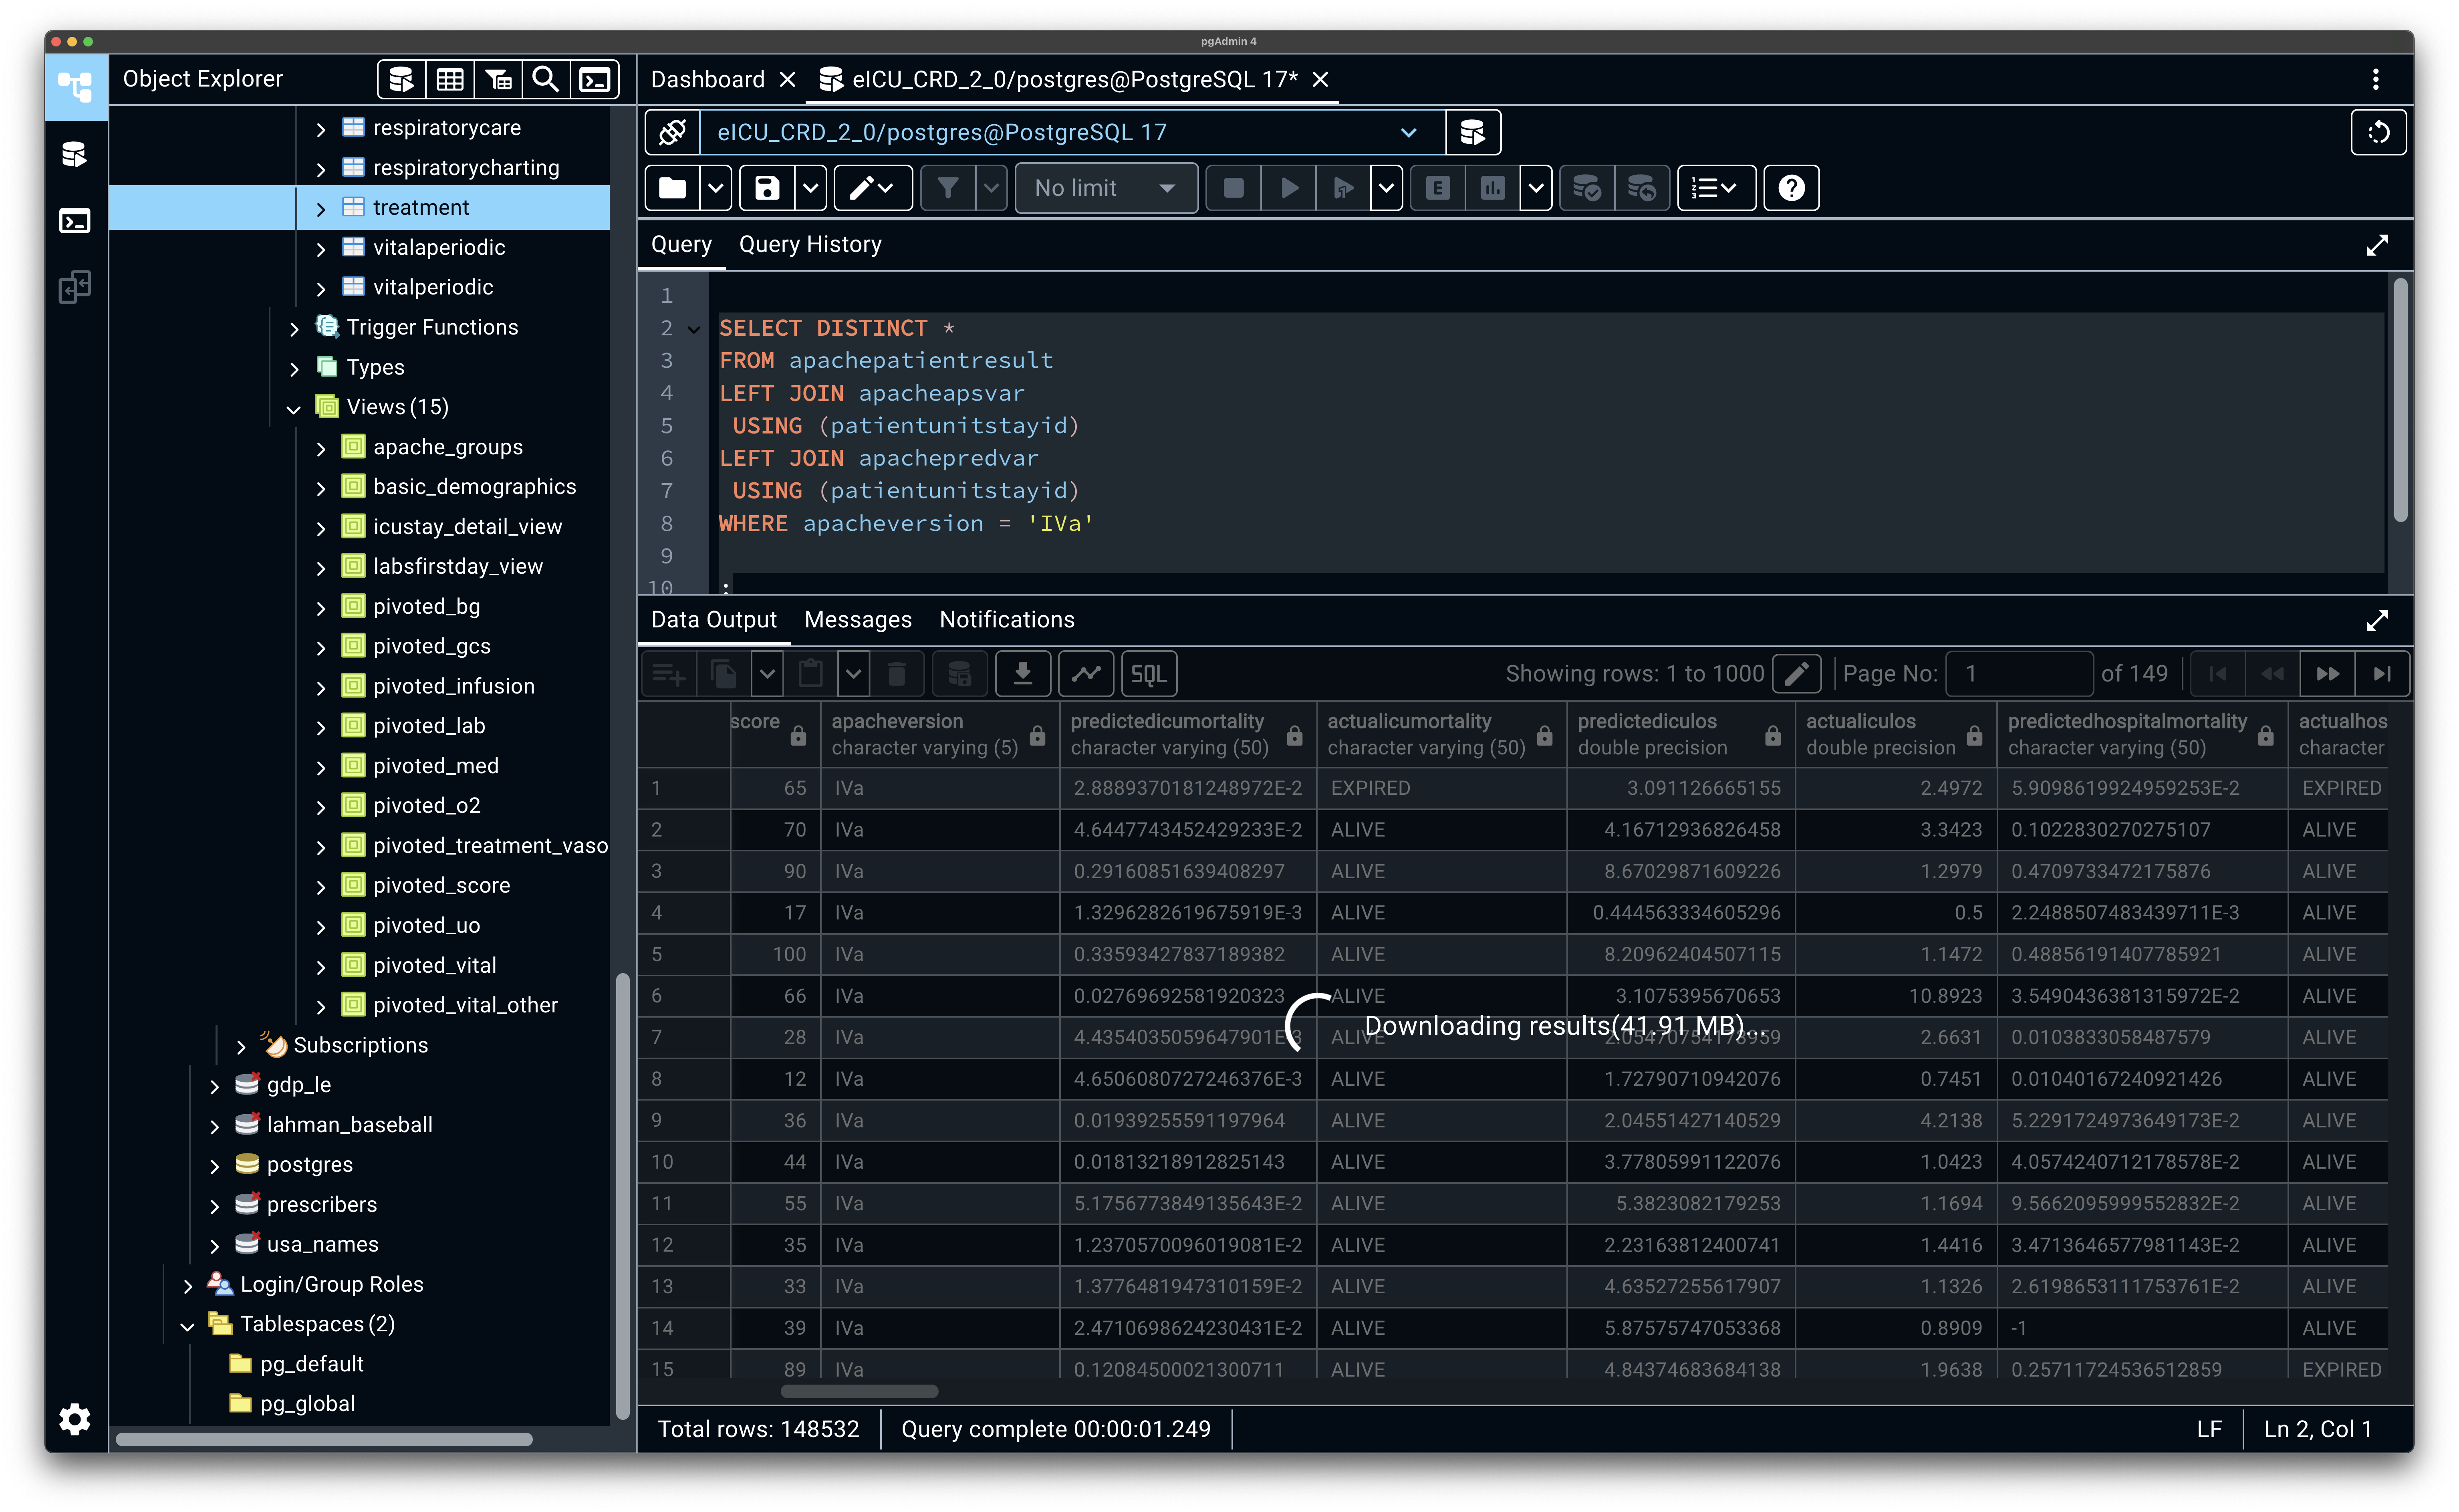 pgAdmin 4
Object Explorer
respiratorycare
respiratorycharting
treatment
vitalaperiodic
vitalperiodic
Trigger Functions
Types
Views (15)
apache_groups
basic_demographics
icustay_detail_view
labsfirstday_view
pivoted_bg
pivoted_gcs
pivoted_infusion
pivoted_lab
pivoted_med
pivoted_o2
pivoted_treatment_vaso
pivoted_score
pivoted_uo
pivoted_vital
pivoted_vital_other
Subscriptions
gdp_le
lahman_baseball
postgres
prescribers
usa_names
Login/Group Roles
Tablespaces (2)
pg_default
pg_global
Dashboard eICU_CRD_2_0/postgres@PostgreSQL 17*
eICU_CRD_2_0/postgres@PostgreSQL 17
No limit E
Query Query History
1
2 SELECT DISTINCT *
3 FROM apachepatientresult
4 LEFT JOIN apacheapsvar
5 USING (patientunitstayid)
6 LEFT JOIN apachepredvar
7 USING (patientunitstayid)
8 WHERE apacheversion = 'IVa'
9
10 ;
Data Output Messages Notifications
SQL Showing rows: 1 to 1000 Page No: 1 of 149
score apacheversion predictedicumortality actualicumortality predictediculos actualiculos predictedhospitalmortality actualhos
character varying (5) character varying (50) character varying (50) double precision double precision character varying (50) character
1 65 IVa 2.8889370181248972E-2 EXPIRED 3.091126665155 2.4972 5.9098619924959253E-2 EXPIRED
2 70 IVa 4.6447743452429233E-2 ALIVE 4.16712936826458 3.3423 0.1022830270275107 ALIVE
3 90 IVa 0.29160851639408297 ALIVE 8.67029871609226 1.2979 0.4709733472175876 ALIVE
4 17 IVa 1.3296282619675919E-3 ALIVE 0.444563334605296 0.5 2.2488507483439711E-3 ALIVE
5 100 IVa 0.33593427837189382 ALIVE 8.20962404507115 1.1472 0.48856191407785921 ALIVE
6 66 IVa 0.02769692581920323 ALIVE 3.1075395670653 10.8923 3.5490436381315972E-2 ALIVE
Downloading results(41.91 MB)...
7 28 IVa 4.4354035059647901E-3 ALIVE 2.6631 0.0103833058487579 ALIVE
8 12 IVa 4.6506080727246376E-3 ALIVE 1.72790710942076 0.7451 0.01040167240921426 ALIVE
9 36 IVa 0.01939255591197964 ALIVE 2.04551427140529 4.2138 5.2291724973649173E-2 ALIVE
10 44 IVa 0.01813218912825143 ALIVE 3.77805991122076 1.0423 4.0574240712178578E-2 ALIVE
11 55 IVa 5.1756773849135643E-2 ALIVE 5.3823082179253 1.1694 9.5662095999552832E-2 ALIVE
12 35 IVa 1.2370570096019081E-2 ALIVE 2.23163812400741 1.4416 3.4713646577981143E-2 ALIVE
13 33 IVa 1.3776481947310159E-2 ALIVE 4.63527255617907 1.1326 2.6198653111753761E-2 ALIVE
14 39 IVa 2.4710698624230431E-2 ALIVE 5.87575747053368 0.8909 -1 ALIVE
15 89 IVa 0.12084500021300711 ALIVE 4.84374683684138 1.9638 0.25711724536512859 EXPIRED
Total rows: 148532 Query complete 00:00:01.249 LF Ln 2, Col 1